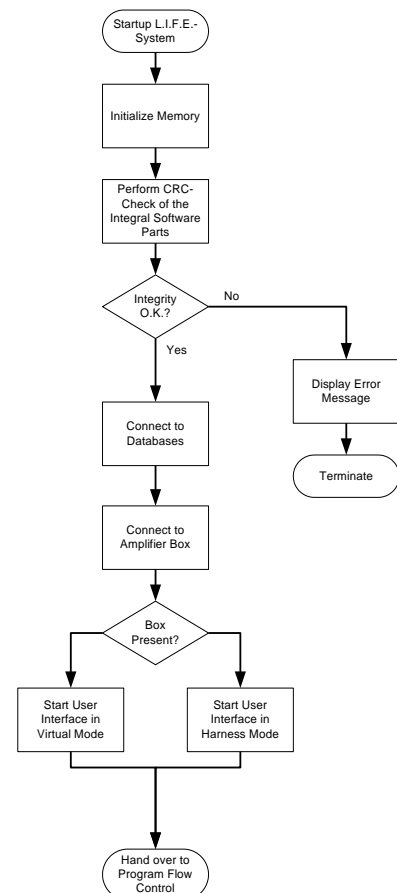 Startup L.I.F.E.-
System
Initialize Memory
Perform CRC-
Check of the
Integral Software
Parts
Integrity
O.K.?
No
Yes
Display Error
Message
Connect to
Databases
Terminate
Connect to
Amplifier Box
Box
Present?
Start User
Interface in
Virtual Mode
Start User
Interface in
Harness Mode
Hand over to
Program Flow
Control